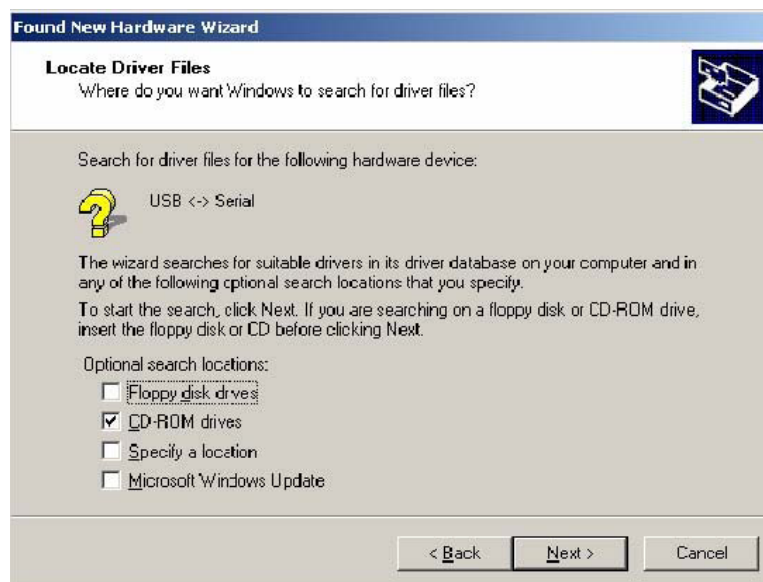 Found New Hardware Wizard
Locate Driver Files
Where do you want Windows to search for driver files?
Search for driver files for the following hardware device:
USB <-> Serial
The wizard searches for suitable drivers in its driver database on your computer and in
any of the following optional search locations that you specify.
To start the search, click Next. If you are searching on a floppy disk or CD-ROM drive,
insert the floppy disk or CD before clicking Next.
Optional search locations:
Floppy disk drives
CD-ROM drives
Specify a location
Microsoft Windows Update
< Back
Next >
Cancel